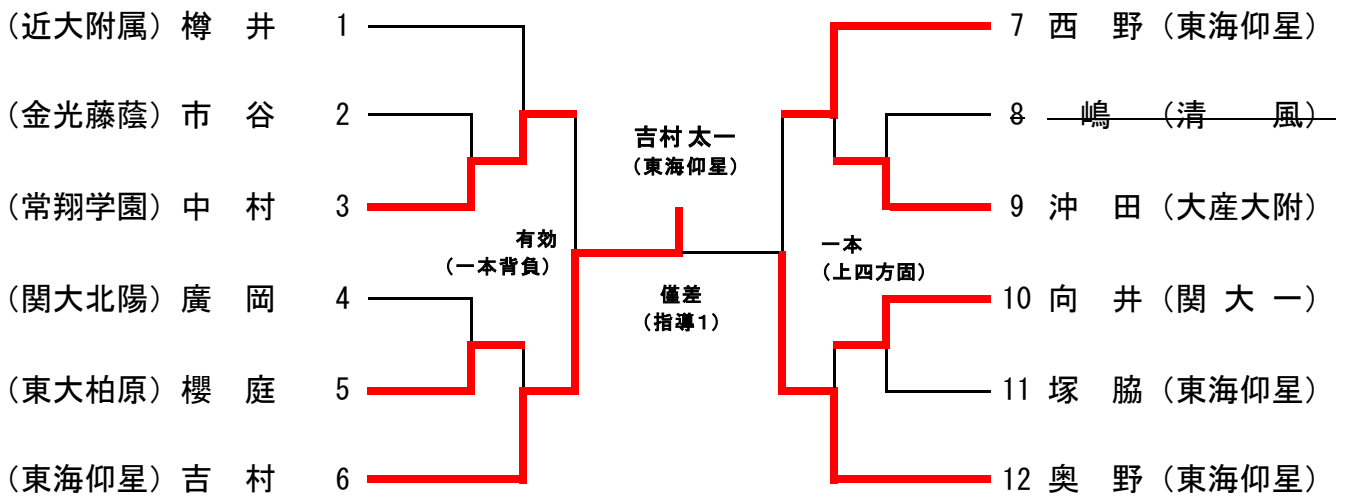 (近大附属) 樽 井 1
(金光藤蔭) 市 谷 2
(常翔学園) 中 村 3
(関大北陽) 廣 岡 4
(東大柏原) 櫻 庭 5
(東海仰星) 吉 村 6
有効
(一本背負)
吉村 太一
(東海仰星)
僅差
(指導1)
一本
(上四方固)
7 西 野 (東海仰星)
8 嶋 (清 風)
9 沖 田 (大産大附)
10 向 井 (関 大 一)
11 塚 脇 (東海仰星)
12 奥 野 (東海仰星)